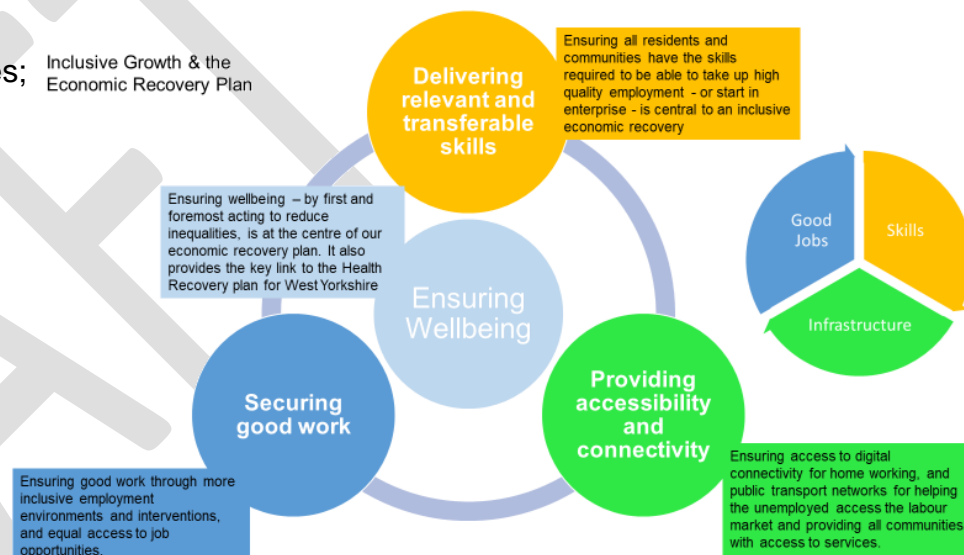 es;
Inclusive Growth & the
Economic Recovery Plan
Delivering
relevant and
transferable
skills
Ensuring all residents and
communities have the skills
required to be able to take up high
quality employment - or start in
enterprise - is central to an inclusive
economic recovery
Ensuring wellbeing – by first and
foremost acting to reduce
inequalities, is at the centre of our
economic recovery plan. It also
provides the key link to the Health
Recovery plan for West Yorkshire
Ensuring
Wellbeing
Good
Jobs
Skills
Infrastructure
Securing
good work
Providing
accessibility
and
connectivity
Ensuring good work through more
inclusive employment
environments and interventions,
and equal access to job
opportunities.
Ensuring access to digital
connectivity for home working, and
public transport networks for helping
the unemployed access the labour
market and providing all communities
with access to services.